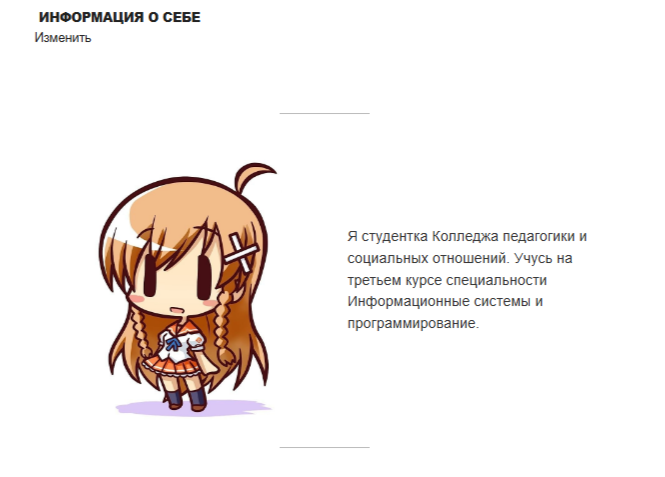 ИНФОРМАЦИЯ О СЕБЕ
Изменить
Я студентка Колледжа педагогики и
социальных отношений. Учусь на
третьем курсе специальности
Информационные системы и
программирование.